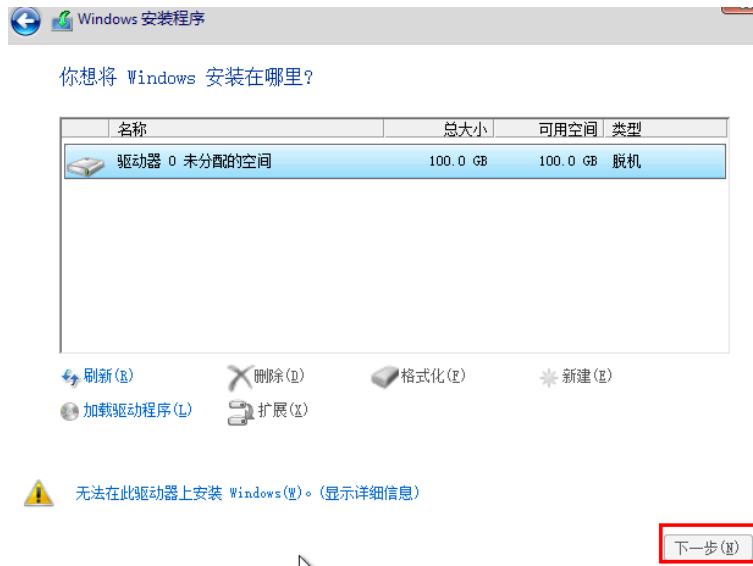 Windows 安装程序
你想将 Windows 安装在哪里?
名称 总大小 可用空间 类型
驱动器 0 未分配的空间 100.0 GB 100.0 GB 脱机
刷新(R) 删除(D) 格式化(F) 新建(E)
加载驱动程序(L) 扩展(X)
无法在此驱动器上安装 Windows(W)。(显示详细信息)
下一步(N)